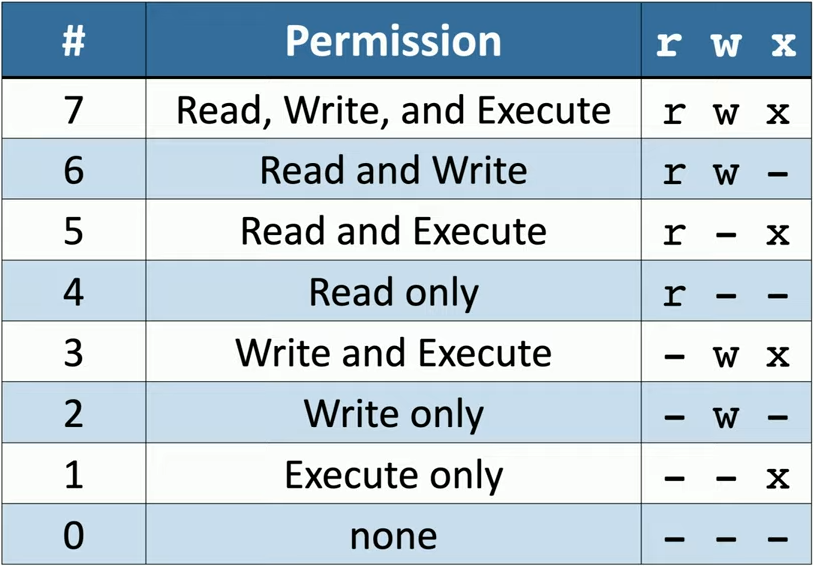 # Permission r w x
7 Read, Write, and Execute r w x
6 Read and Write r w -
5 Read and Execute r - x
4 Read only r - -
3 Write and Execute - w x
2 Write only - w -
1 Execute only - - x
0 none - - -